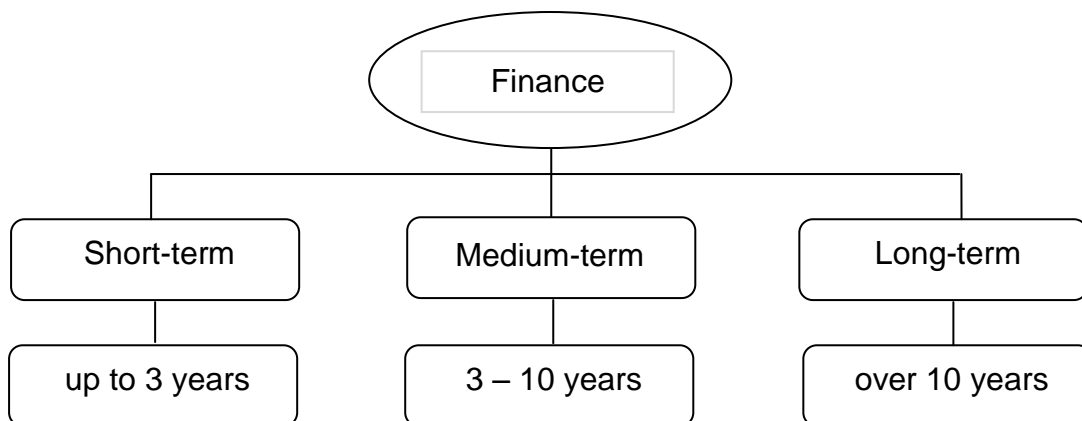 Finance
Short-term
Medium-term
Long-term
up to 3 years
3 – 10 years
over 10 years